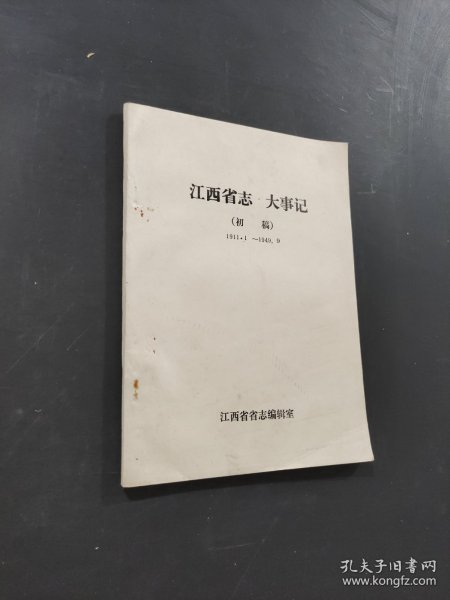 江西省志 大事记
(初 稿)
1911.1 ～1949.9
江西省省志编辑室
孔夫子旧书网
www.kongfz.com